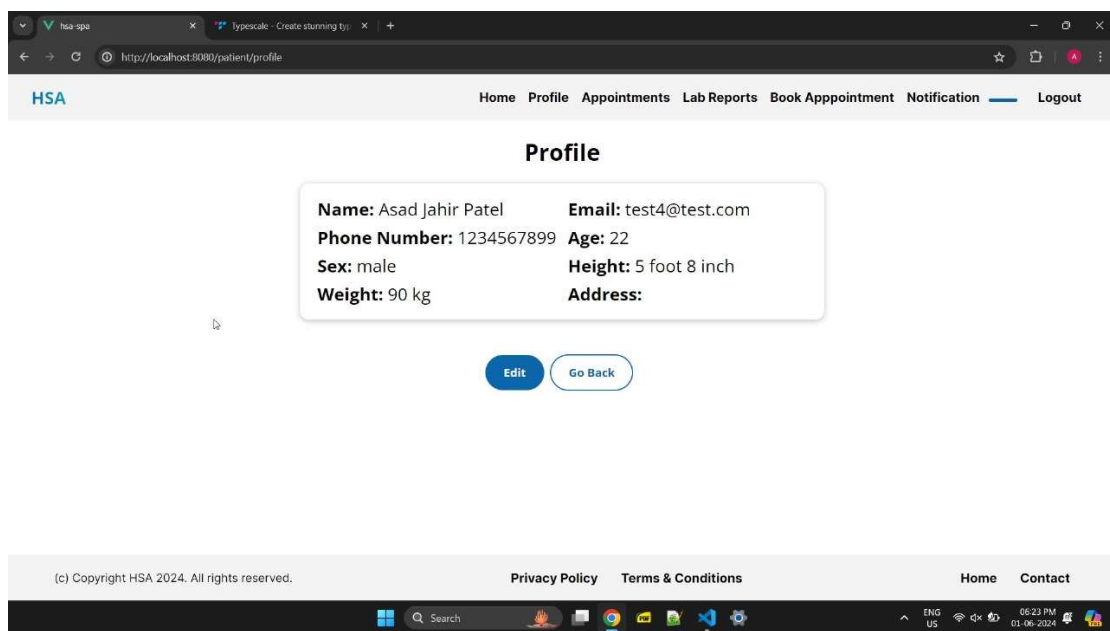 hsa-spa
Typescale - Create stunning typ
http://localhost:8080/patient/profile
A
HSA
Home Profile Appointments Lab Reports Book Apppointment Notification Logout
Profile
Name: Asad Jahir Patel Email: test4@test.com
Phone Number: 1234567899 Age: 22
Sex: male Height: 5 foot 8 inch
Weight: 90 kg Address:
Edit Go Back
(c) Copyright HSA 2024. All rights reserved. Privacy Policy Terms & Conditions Home Contact
Search
ENG
US
06:23 PM
01-06-2024